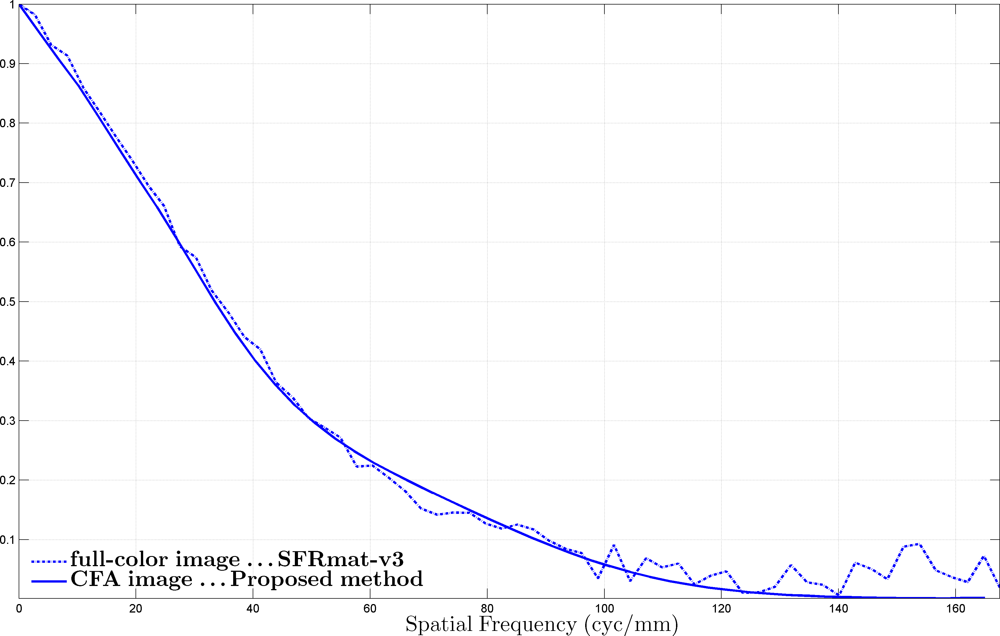 1
0.9
0.8
0.7
0.6
0.5
0.4
0.3
0.2
0.1
full-color image ...SFRmat-v3
CFA image ...Proposed method
0 20 40 60 80 100 120 140 160
Spatial Frequency (cyc/mm)